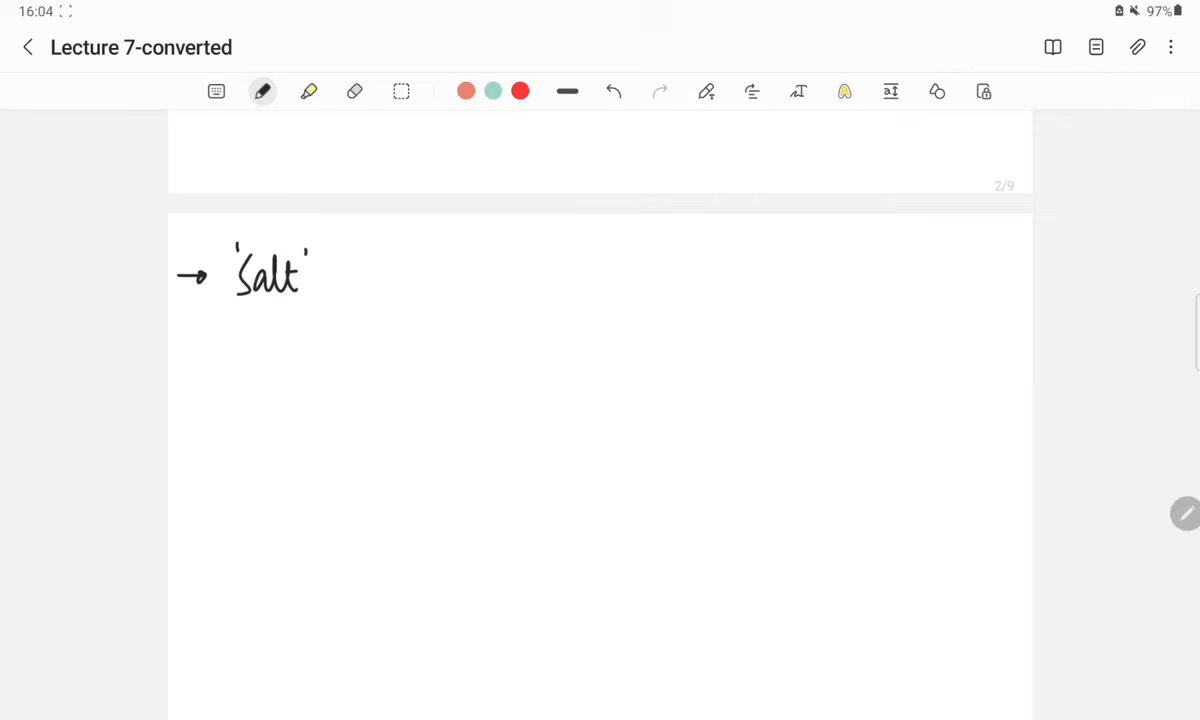 16:04
97%
Lecture 7-converted
2/9
→ 'Salt'